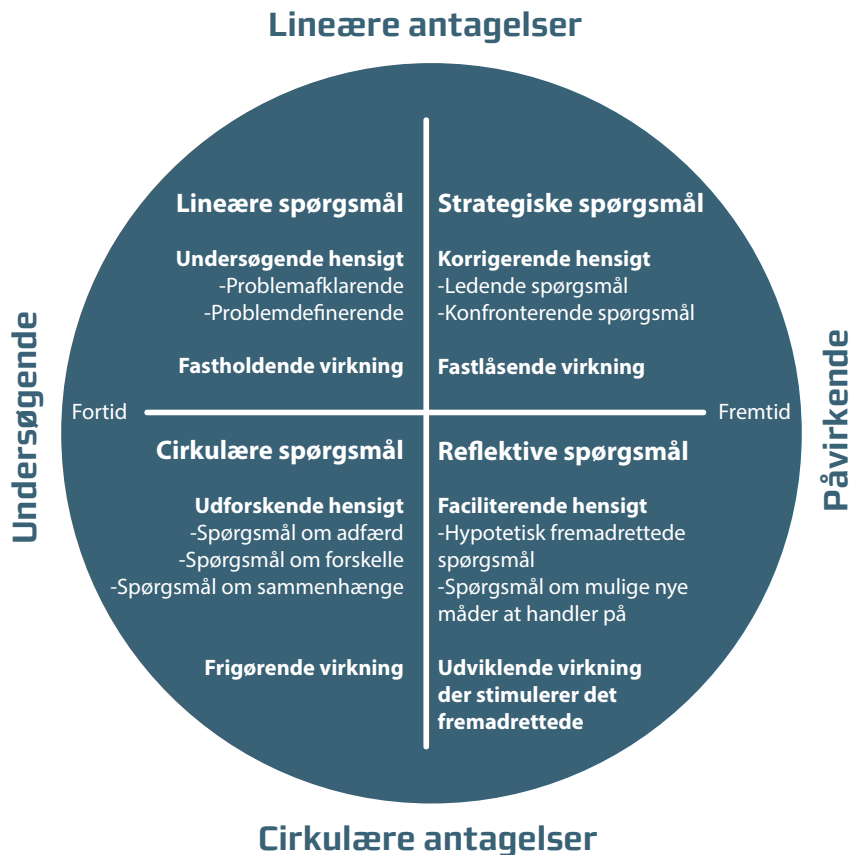 Lineære antagelser
Undersøgende
Påvirkende
Fortid
Fremtid
Lineære spørgsmål
Undersøgende hensigt
-Problemafklarende
-Problemdefinerende
Fastholdende virkning
Strategiske spørgsmål
Korrigerende hensigt
-Ledende spørgsmål
-Konfronterende spørgsmål
Fastlåsende virkning
Cirkulære spørgsmål
Udforskende hensigt
-Spørgsmål om adfærd
-Spørgsmål om forskelle
-Spørgsmål om sammenhænge
Frigørende virkning
Reflektive spørgsmål
Faciliterende hensigt
-Hypotetisk fremadrettede
spørgsmål
-Spørgsmål om mulige nye
måder at handler på
Udviklende virkning
der stimulerer det
fremadrettede
Cirkulære antagelser